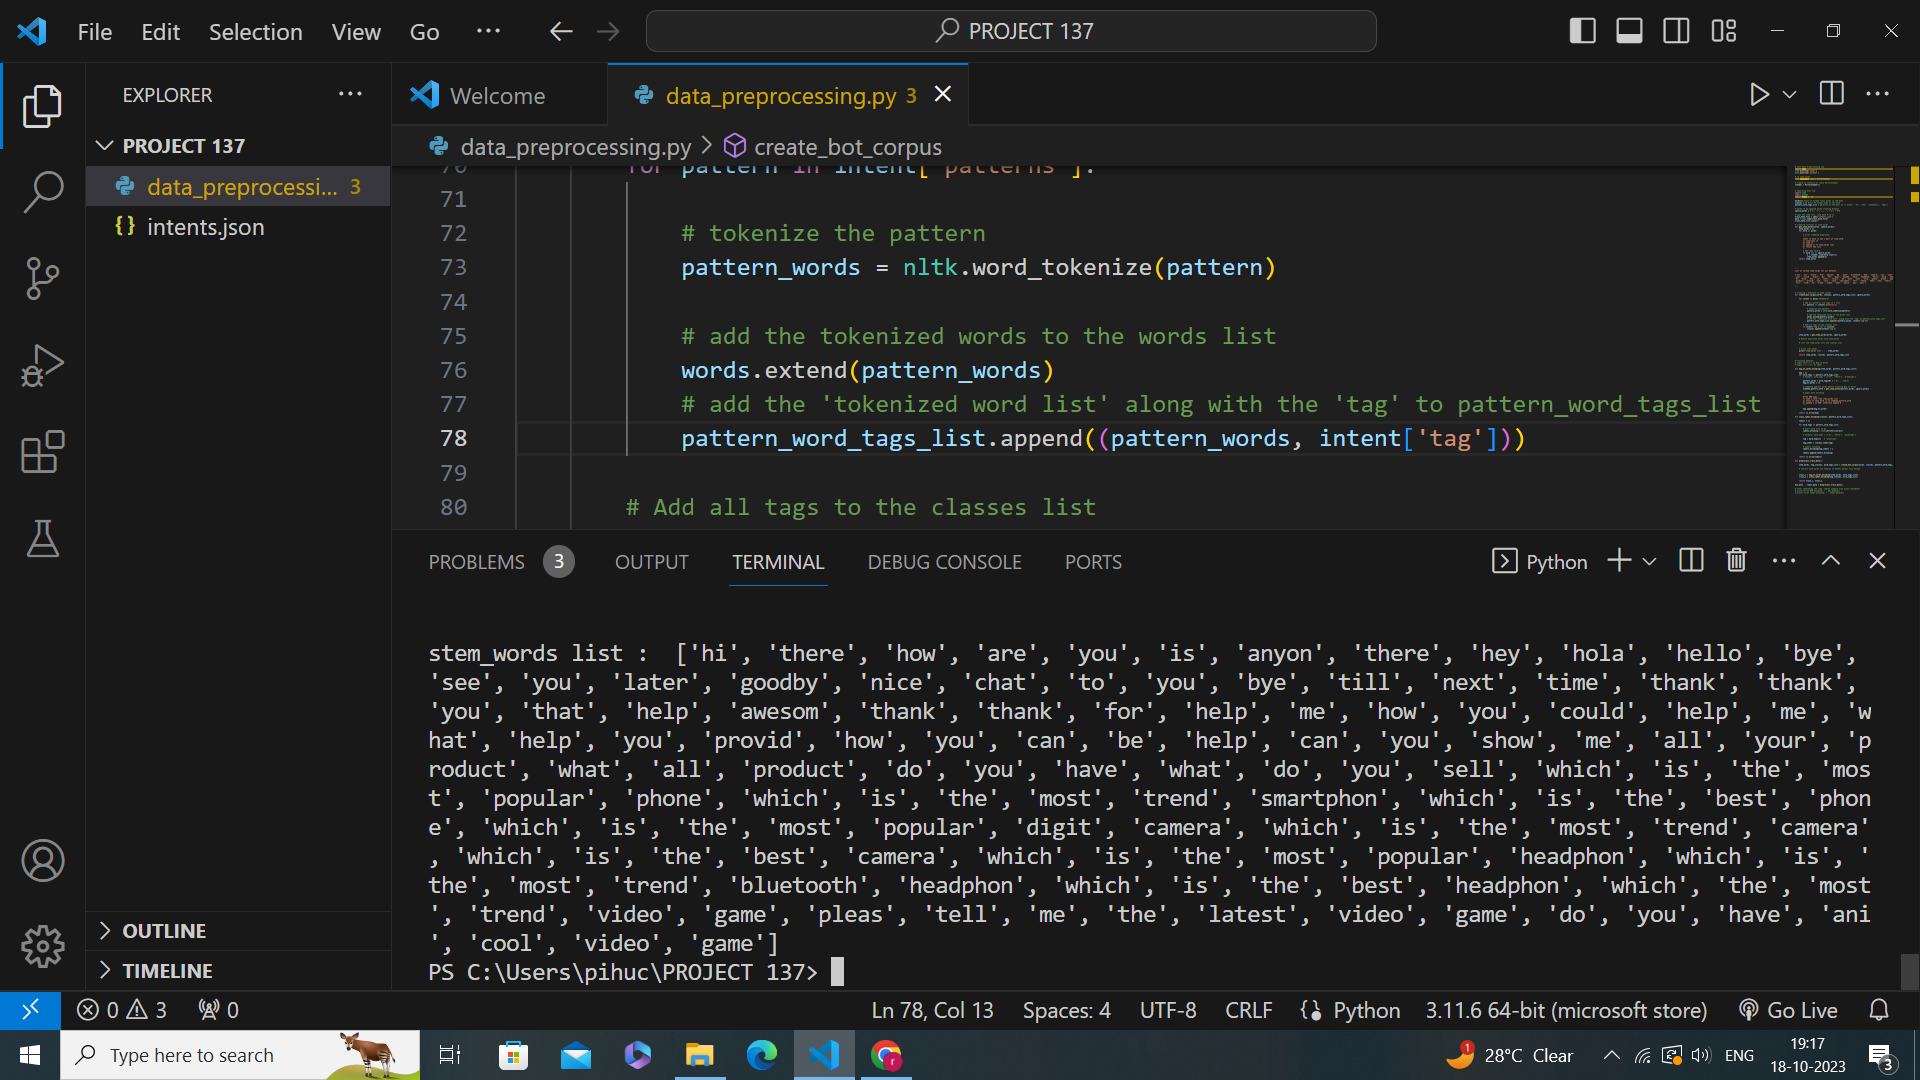 File Edit Selection View Go ··· PROJECT 137
EXPLORER ···
Welcome
data_preprocessing.py 3
PROJECT 137
data_preprocessing.py > create_bot_corpus
data_preprocessi... 3
{} intents.json
70 for pattern in intent["patterns"]:
71
72 # tokenize the pattern
73 pattern_words = nltk.word_tokenize(pattern)
74
75 # add the tokenized words to the words list
76 words.extend(pattern_words)
77 # add the 'tokenized word list' along with the 'tag' to pattern_word_tags_list
78 pattern_word_tags_list.append((pattern_words, intent['tag']))
79
80 # Add all tags to the classes list
PROBLEMS 3 OUTPUT TERMINAL DEBUG CONSOLE PORTS Python
stem_words list :  ['hi', 'there', 'how', 'are', 'you', 'is', 'anyon', 'there', 'hey', 'hola', 'hello', 'bye',
'see', 'you', 'later', 'goodby', 'nice', 'chat', 'to', 'you', 'bye', 'till', 'next', 'time', 'thank', 'thank',
'you', 'that', 'help', 'awesom', 'thank', 'thank', 'for', 'help', 'me', 'how', 'you', 'could', 'help', 'me', 'w
hat', 'help', 'you', 'provid', 'how', 'you', 'can', 'be', 'help', 'can', 'you', 'show', 'me', 'all', 'your', 'p
roduct', 'what', 'all', 'product', 'do', 'you', 'have', 'what', 'do', 'you', 'sell', 'which', 'is', 'the', 'mos
t', 'popular', 'phone', 'which', 'is', 'the', 'most', 'trend', 'smartphon', 'which', 'is', 'the', 'best', 'phon
e', 'which', 'is', 'the', 'most', 'popular', 'digit', 'camera', 'which', 'is', 'the', 'most', 'trend', 'camera'
, 'which', 'is', 'the', 'best', 'camera', 'which', 'is', 'the', 'most', 'popular', 'headphon', 'which', 'is', '
the', 'most', 'trend', 'bluetooth', 'headphon', 'which', 'is', 'the', 'best', 'headphon', 'which', 'the', 'most
', 'trend', 'video', 'game', 'pleas', 'tell', 'me', 'the', 'latest', 'video', 'game', 'do', 'you', 'have', 'ani
', 'cool', 'video', 'game']
PS C:\Users\pihuc\PROJECT 137>
OUTLINE
TIMELINE
0 3 0 Ln 78, Col 13 Spaces: 4 UTF-8 CRLF Python 3.11.6 64-bit (microsoft store) Go Live
Type here to search
1 28°C Clear ENG
19:17
18-10-2023
3